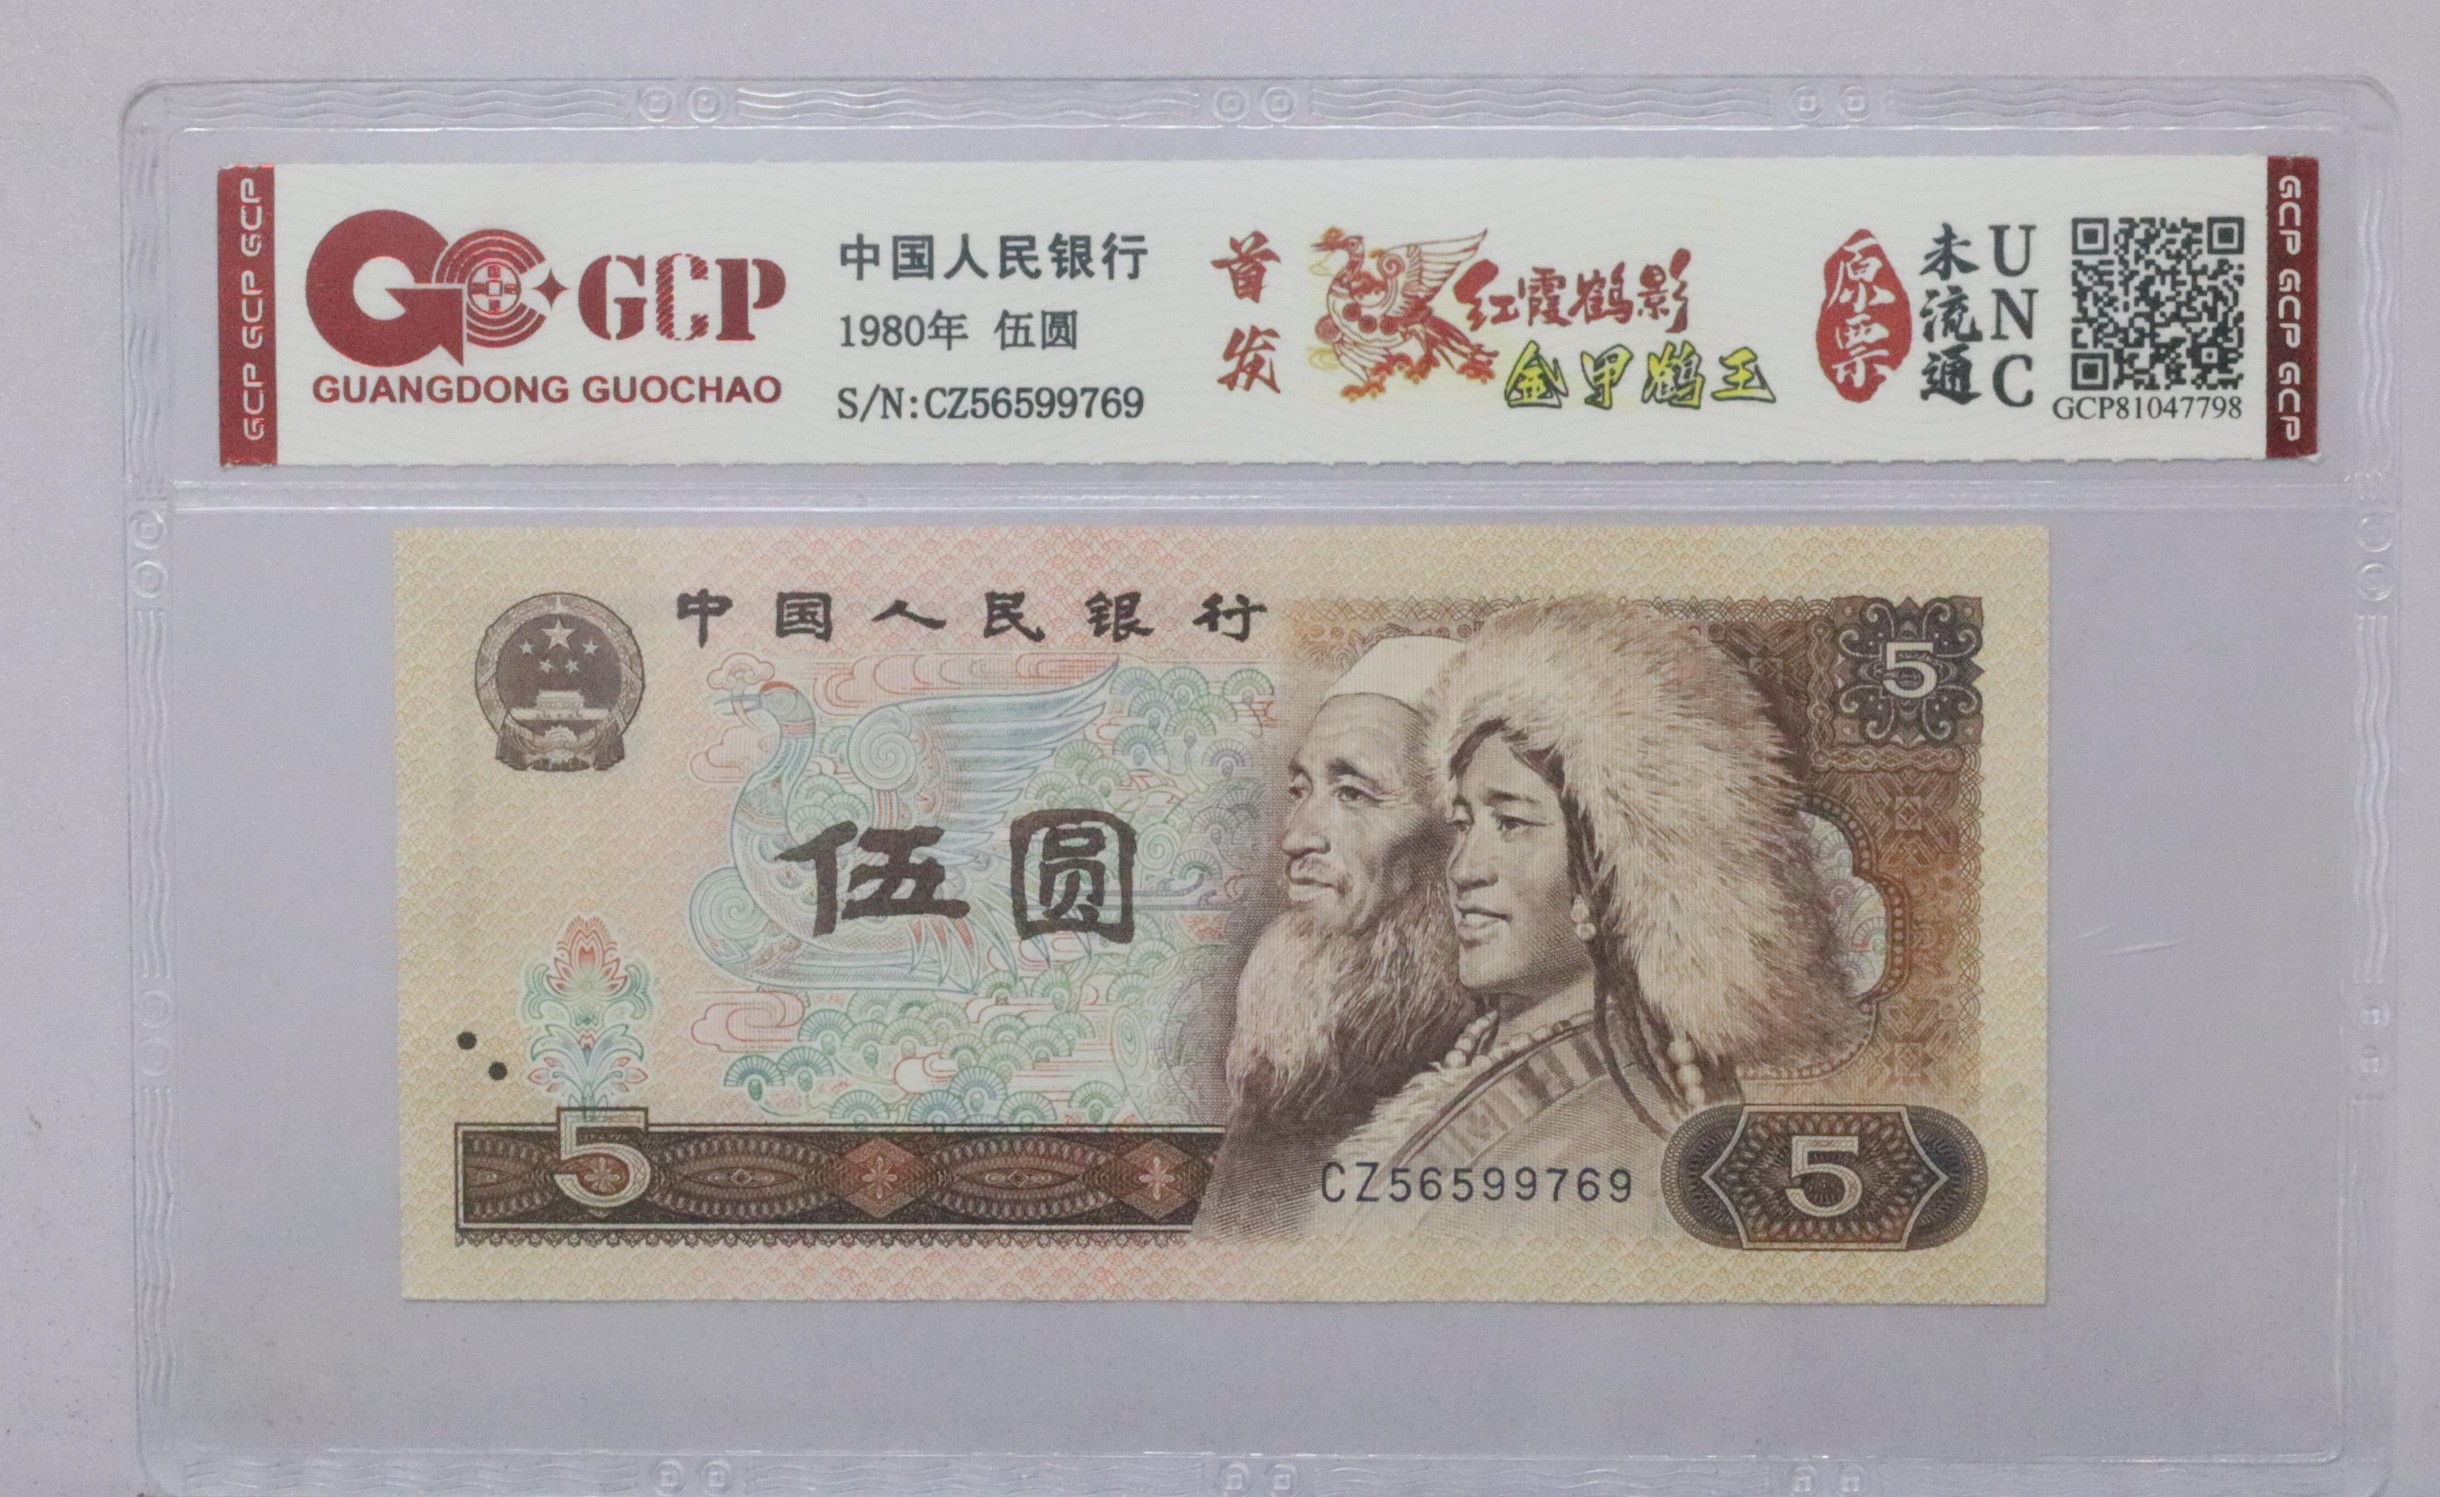 GCP GCP GCP
GCP
GUANGDONG GUOCHAO
中国人民银行
1980年 伍圆
S/N:CZ56599769
首发
红霞鹤影
金甲鹤王
原票
未流通
UNC
GCP81047798
GCP GCP GCP
中国人民银行
5
伍圆
5
CZ56599769
5